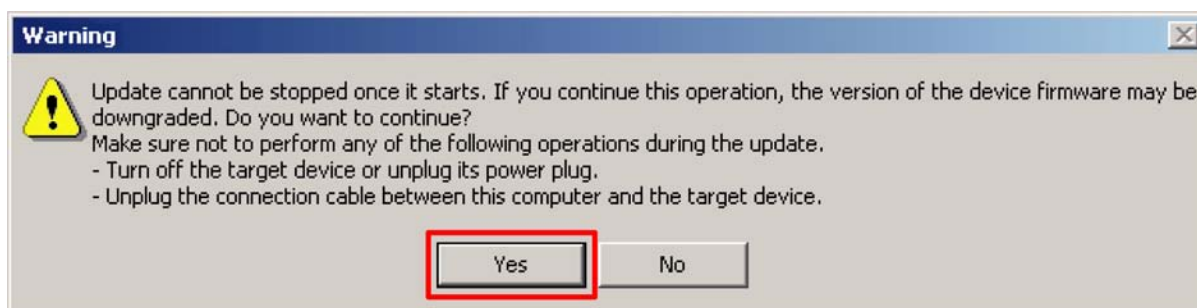 Warning
Update cannot be stopped once it starts. If you continue this operation, the version of the device firmware may be
downgraded. Do you want to continue?
Make sure not to perform any of the following operations during the update.
- Turn off the target device or unplug its power plug.
- Unplug the connection cable between this computer and the target device.
Yes No